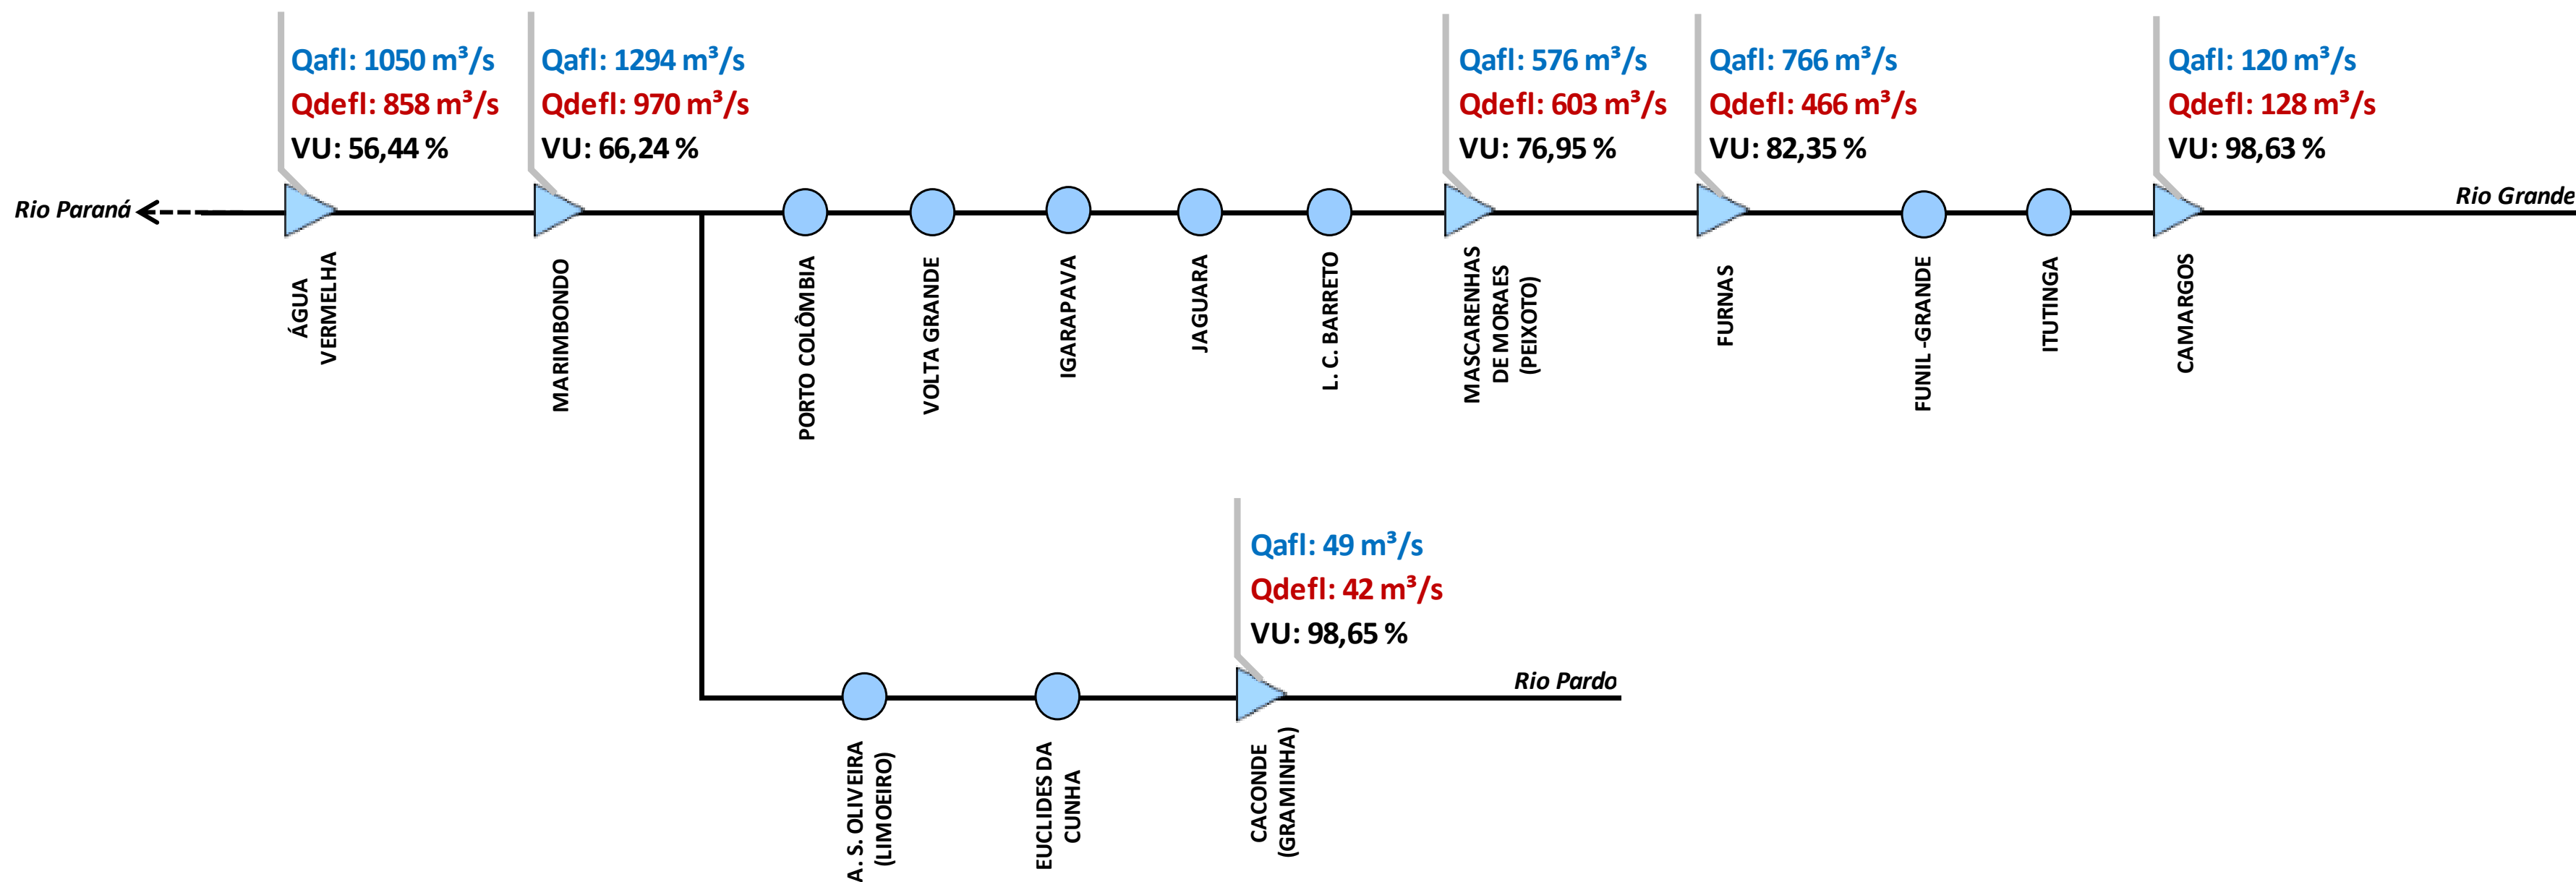 Qafl: 1050 m³/s
Qdefl: 858 m³/s
VU: 56,44 %
Qafl: 1294 m³/s
Qdefl: 970 m³/s
VU: 66,24 %
Qafl: 576 m³/s
Qdefl: 603 m³/s
VU: 76,95 %
Qafl: 766 m³/s
Qdefl: 466 m³/s
VU: 82,35 %
Qafl: 120 m³/s
Qdefl: 128 m³/s
VU: 98,63 %
Rio Paraná
Rio Grande
ÁGUA
VERMELHA
MARIMBONDO
PORTO COLÔMBIA
VOLTA GRANDE
IGARAPAVA
JAGUARA
L. C. BARRETO
MASCARENHAS
DE MORAES
(PEIXOTO)
FURNAS
FUNIL -GRANDE
ITUTINGA
CAMARGOS
Qafl: 49 m³/s
Qdefl: 42 m³/s
VU: 98,65 %
Rio Pardo
A. S. OLIVEIRA
(LIMOEIRO)
EUCLIDES DA
CUNHA
CACONDE
(GRAMINHA)